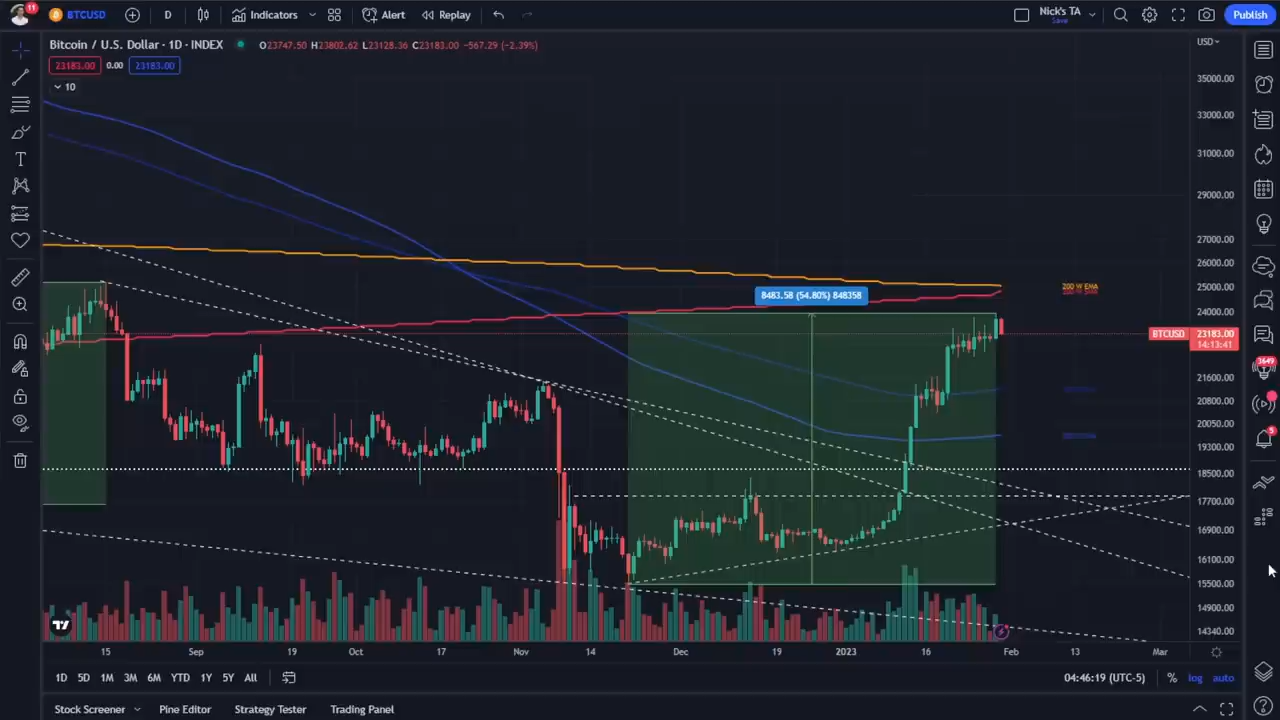 11
BTCUSD
D
Indicators
Alert
Replay
Nick's TA
Save
Publish
Bitcoin / U.S. Dollar · 1D · INDEX
O23747.50 H23802.62 L23128.36 C23183.00 -567.29 (-2.39%)
23183.00 0.00 23183.00
10
USD
35000.00
33000.00
31000.00
29000.00
27000.00
26000.00
25000.00
24000.00
BTCUSD 23183.00
14:13:41
21600.00
20800.00
20050.00
19300.00
18500.00
17700.00
16900.00
16100.00
15500.00
14900.00
14340.00
8483.58 (54.80%) 848358
200 W EMA
3649
5
15 Sep 19 Oct 17 Nov 14 Dec 19 2023 16 Feb 13 Mar
1D 5D 1M 3M 6M YTD 1Y 5Y All
04:46:19 (UTC-5) % log auto
Stock Screener Pine Editor Strategy Tester Trading Panel